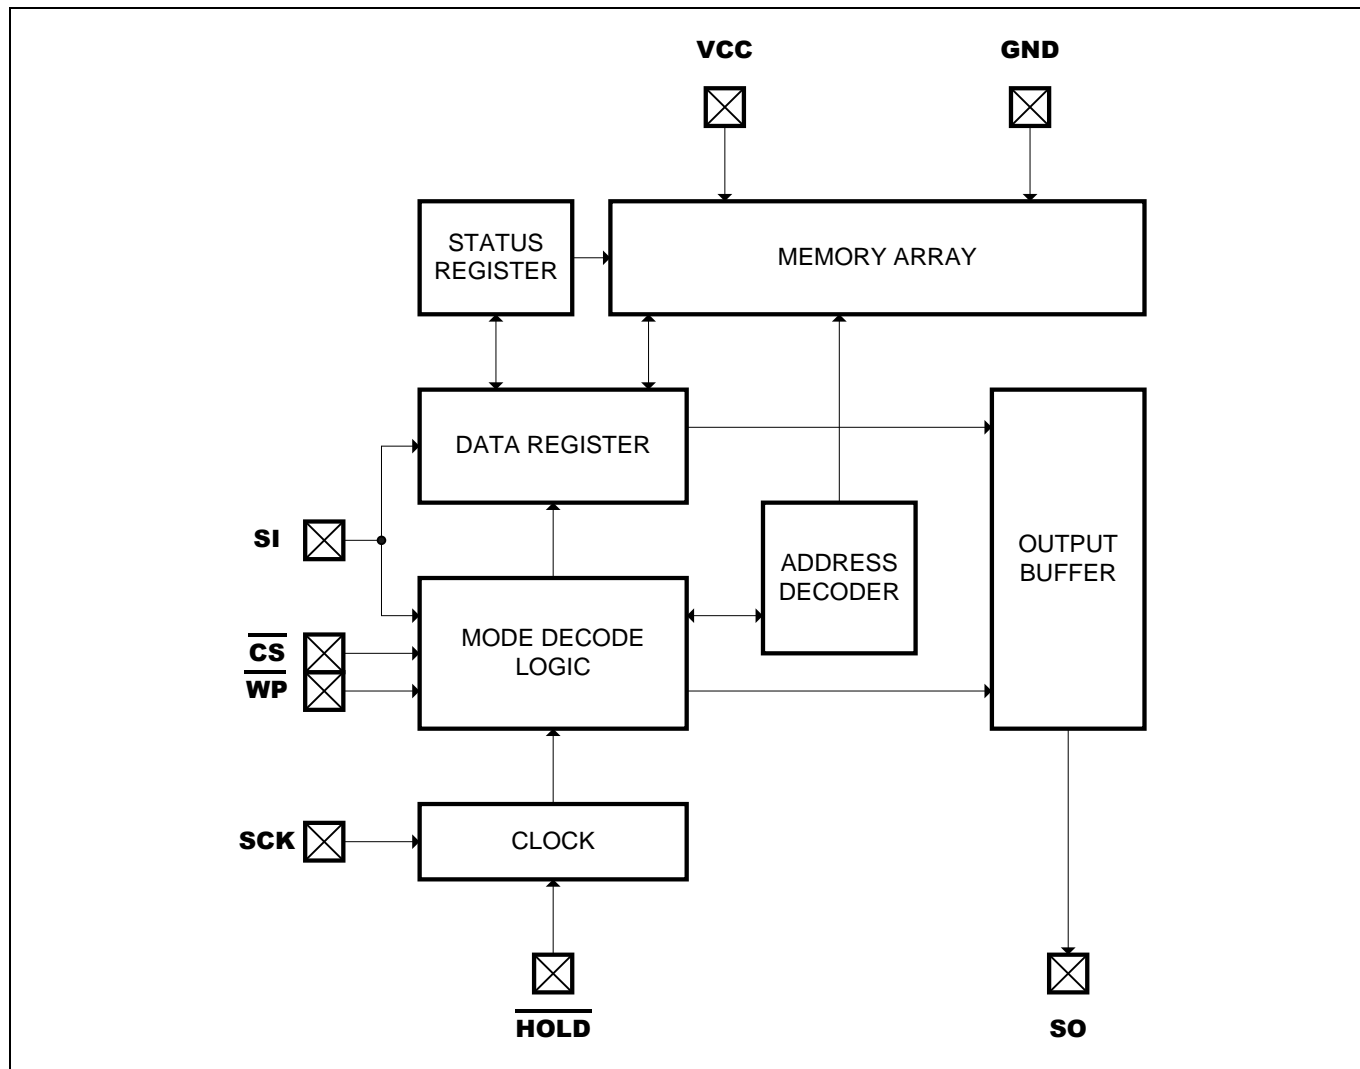 VCC
GND
STATUS
REGISTER
MEMORY ARRAY
DATA REGISTER
SI
ADDRESS
DECODER
OUTPUT
BUFFER
CS
WP
MODE DECODE
LOGIC
SCK
CLOCK
HOLD
SO